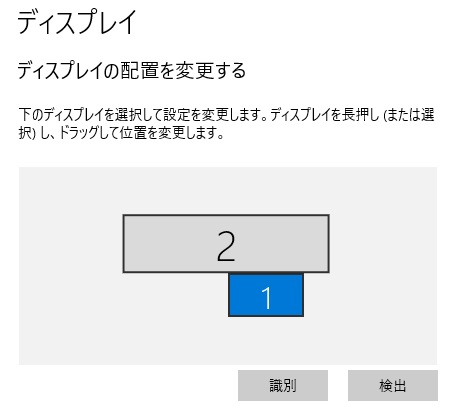 ディスプレイ
ディスプレイの配置を変更する
下のディスプレイを選択して設定を変更します。ディスプレイを長押し (または選
択) し、ドラッグして位置を変更します。
2
1
識別
検出